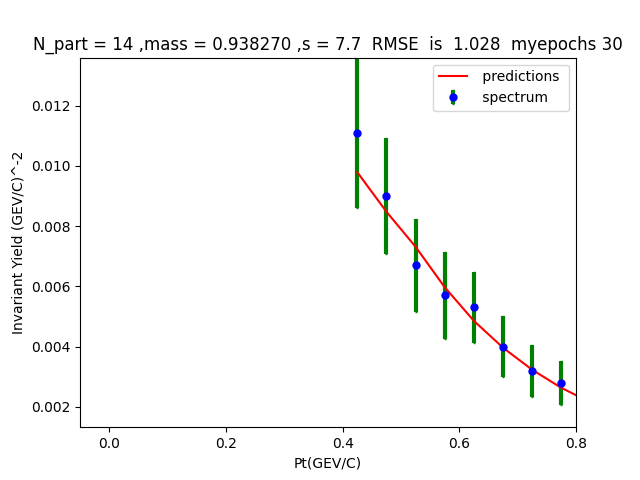 N_part = 14 ,mass = 0.938270 ,s = 7.7  RMSE  is  1.028  myepochs 30
predictions
spectrum
0.012
0.010
0.008
0.006
0.004
0.002
Invariant Yield (GEV/C)^-2
0.0 0.2 0.4 0.6 0.8
Pt(GEV/C)